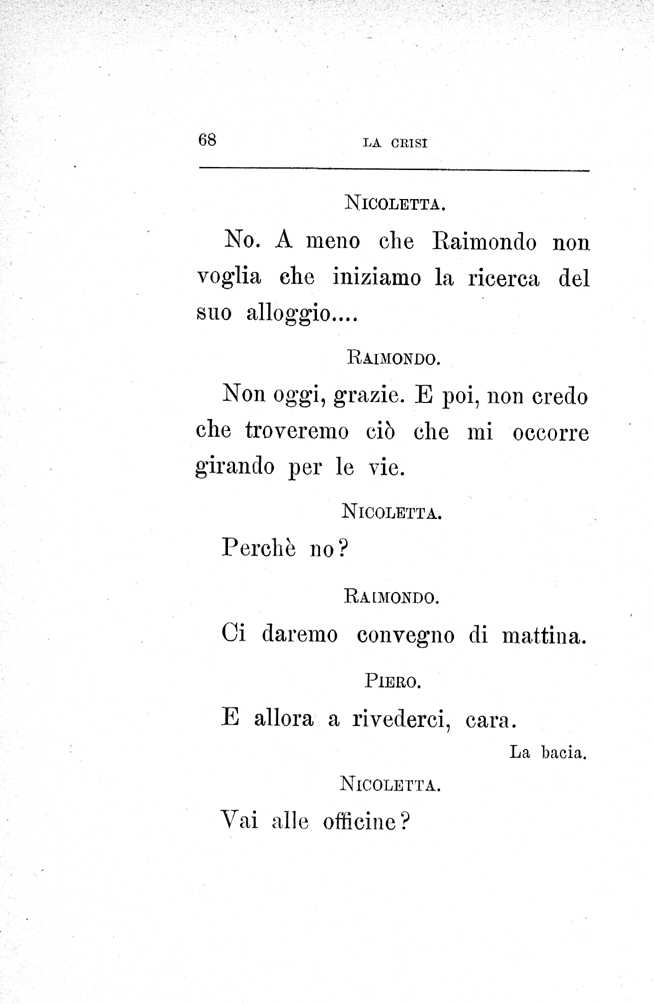 68 LA CRISI
NICOLETTA.
No. A meno che Raimondo non
voglia che iniziamo la ricerca del
suo alloggio....
RAIMONDO.
Non oggi, grazie. E poi, non credo
che troveremo ciò che mi occorre
girando per le vie.
NICOLETTA.
Perchè no?
RAIMONDO.
Ci daremo convegno di mattina.
PIERO.
E allora a rivederci, cara.
La bacia.
NICOLETTA.
Vai alle officine?